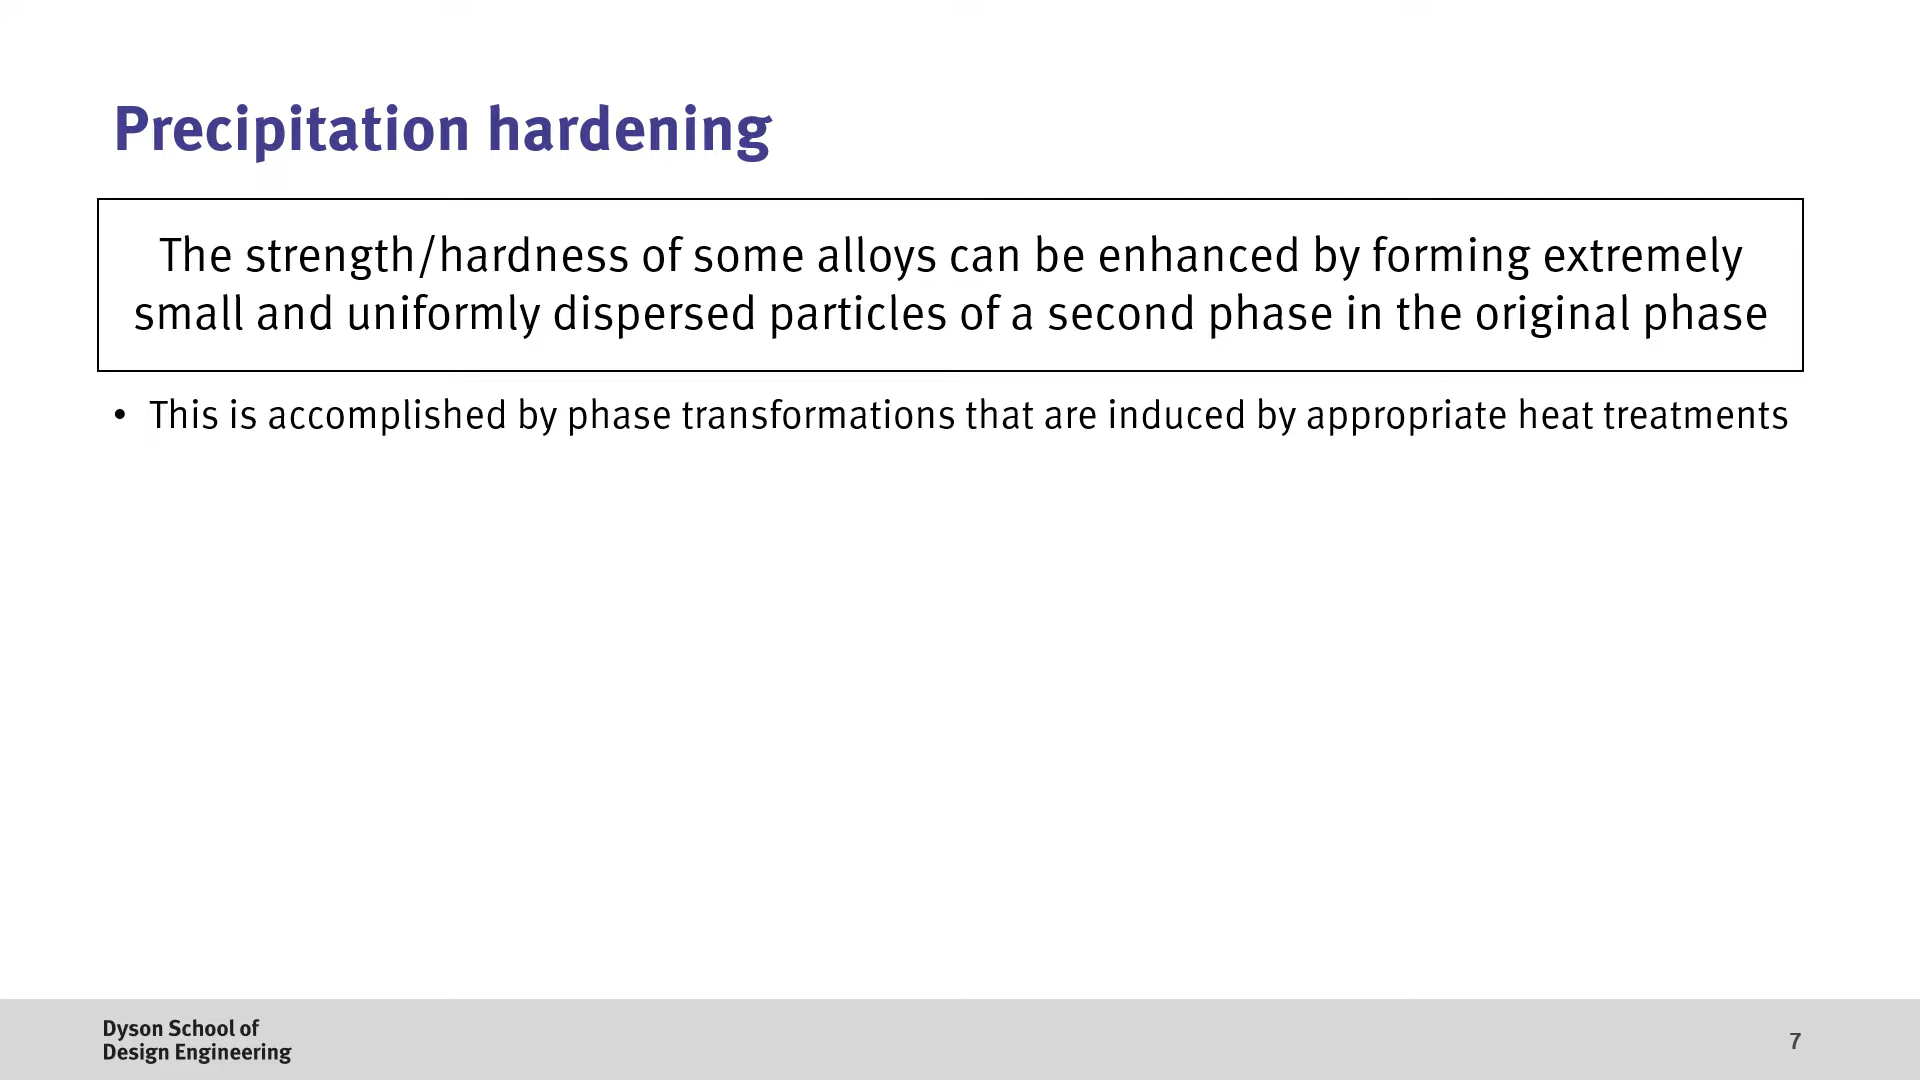 Precipitation hardening
The strength/hardness of some alloys can be enhanced by forming extremely
small and uniformly dispersed particles of a second phase in the original phase
• This is accomplished by phase transformations that are induced by appropriate heat treatments
Dyson School of
Design Engineering
7